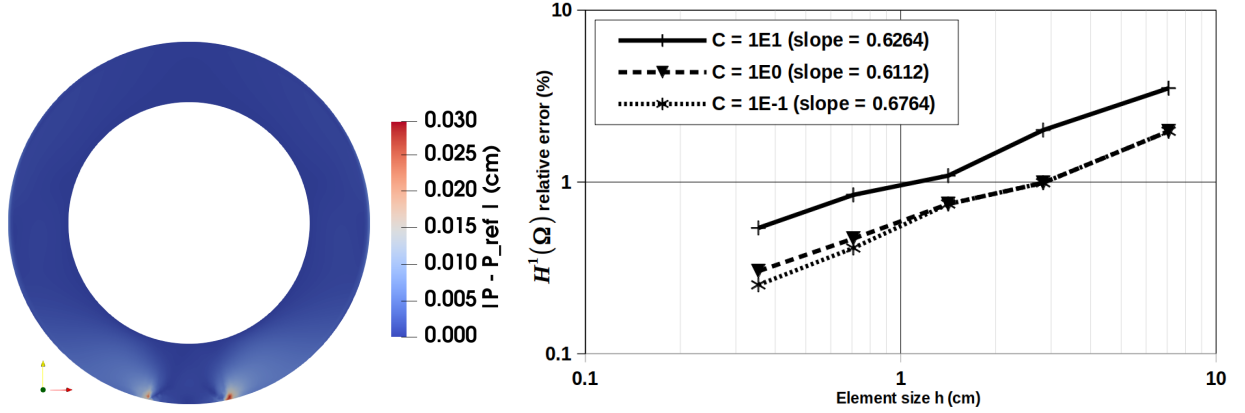 0.030
0.025
0.020
0.015
0.010
0.005
0.000
|P - P_ref | (cm)
10
1
0.1
H¹(Ω) relative error (%)
C = 1E1 (slope = 0.6264)
C = 1E0 (slope = 0.6112)
C = 1E-1 (slope = 0.6764)
0.1
1
10
Element size h (cm)